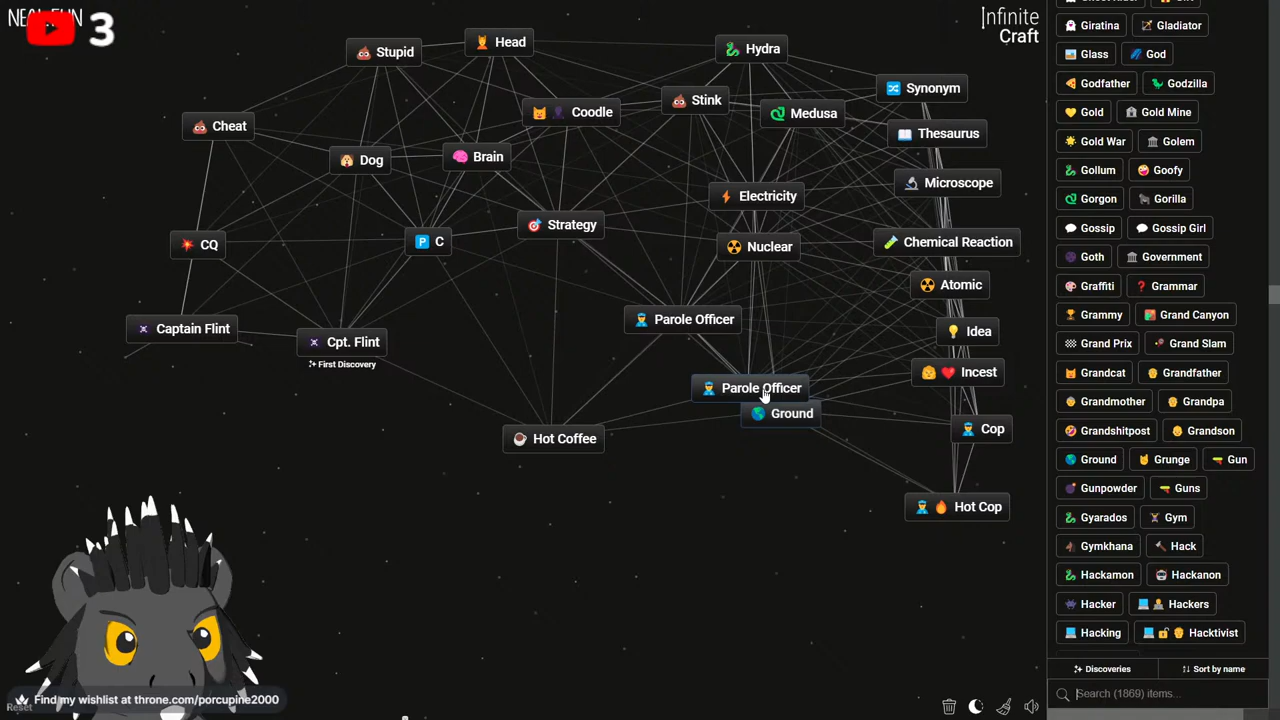 NEAL.FUN
3
Infinite
Craft
Stupid
Head
Hydra
Synonym
Coodle
Stink
Medusa
Cheat
Thesaurus
Dog
Brain
Microscope
Electricity
Strategy
CQ
C
Nuclear
Chemical Reaction
Atomic
Captain Flint
Cpt. Flint
First Discovery
Parole Officer
Idea
Incest
Parole Officer
Ground
Cop
Hot Coffee
Hot Cop
Giratina Gladiator
Glass God
Godfather Godzilla
Gold Gold Mine
Gold War Golem
Gollum Goofy
Gorgon Gorilla
Gossip Gossip Girl
Goth Government
Graffiti Grammar
Grammy Grand Canyon
Grand Prix Grand Slam
Grandcat Grandfather
Grandmother Grandpa
Grandshitpost Grandson
Ground Grunge Gun
Gunpowder Guns
Gyarados Gym
Gymkhana Hack
Hackamon Hackanon
Hacker Hackers
Hacking Hacktivist
Discoveries Sort by name
Search (1869) items...
Find my wishlist at throne.com/porcupine2000
Reset